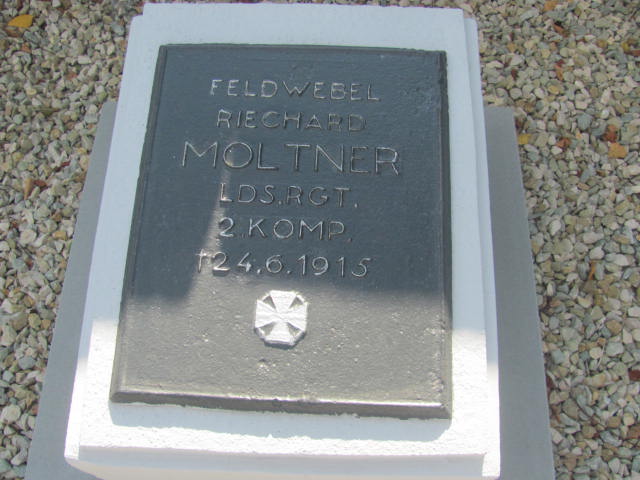 FELDWEBEL
RIECHARD
MOLTNER
LDS.RGT.
2.KOMP.
†24.6.1915